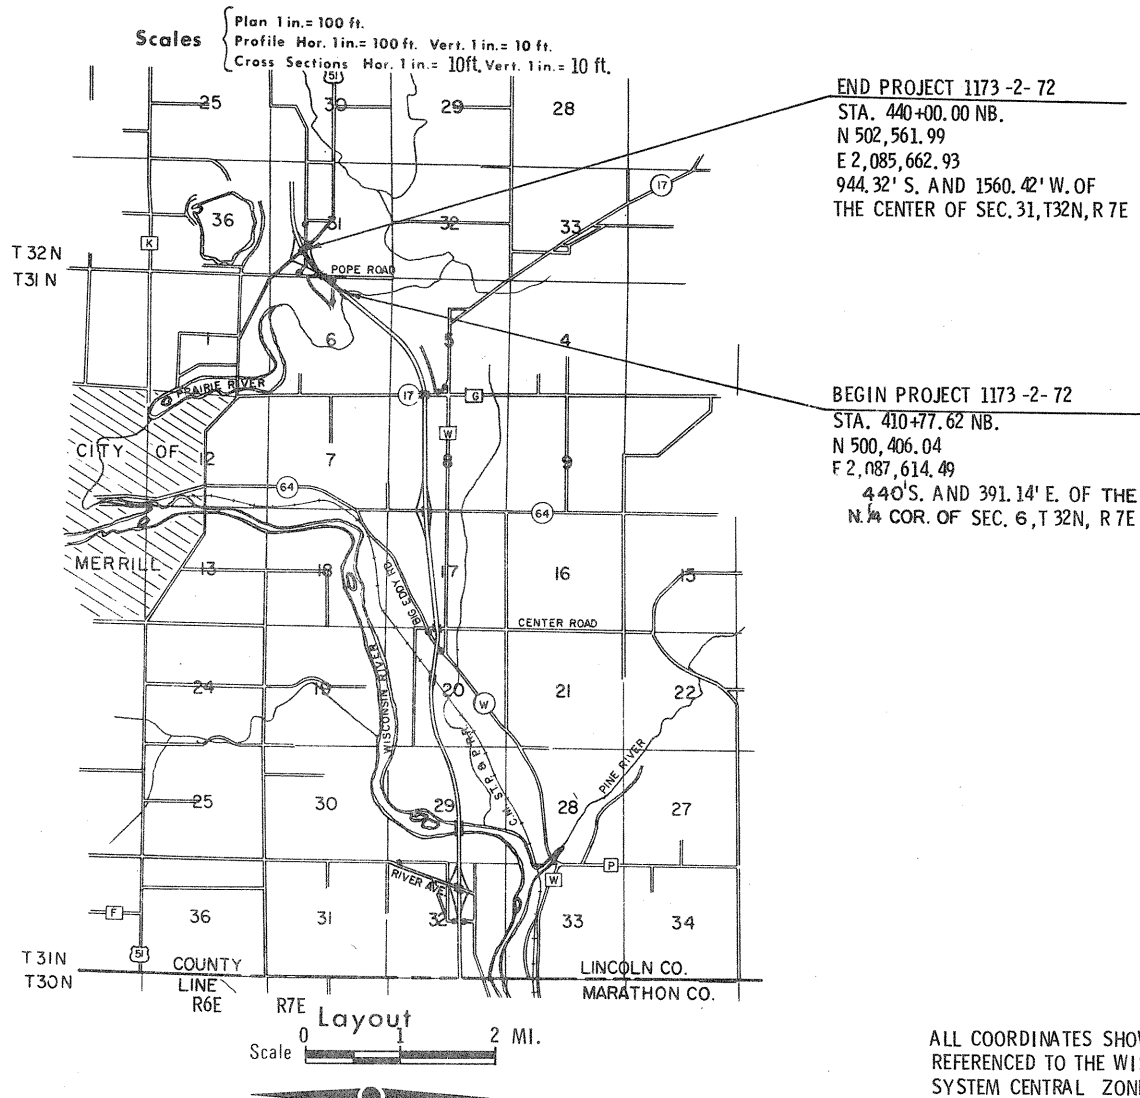 Scales
Plan 1 in.= 100 ft.
Profile Hor. 1 in.= 100 ft. Vert. 1 in.= 10 ft.
Cross Sections Hor. 1 in.= 10ft. Vert. 1 in.= 10 ft.
51
25 30 29 28
END PROJECT 1173 -2- 72
STA. 440+00.00 NB.
N 502,561.99
E 2,085,662.93
944.32' S. AND 1560.42' W. OF
THE CENTER OF SEC. 31, T32N, R 7E
17
36 31 32 33
K
T 32N
T31 N
POPE ROAD
1 6 5 4
PRAIRIE RIVER
17
G
BEGIN PROJECT 1173 -2- 72
STA. 410+77.62 NB.
N 500,406.04
E 2,087,614.49
440'S. AND 391.14' E. OF THE
N.1/4 COR. OF SEC. 6, T 32N, R 7E
W
CITY OF
12 7 8 9
64
64
MERRILL
13 18 17 16 15
BIG EDDY RD.
CENTER ROAD
WISCONSIN RIVER
24 19 20 21 22
W
C.M. ST.P. & P. R.R.
PINE RIVER
25 30 29 28 27
P
RIVER AVE.
W
F
36 31 32 33 34
51
T 31N
T30N
COUNTY
LINE
LINCOLN CO.
MARATHON CO.
R6E R7E
Layout
Scale 0 1 2 MI.
ALL COORDINATES SHOW
REFERENCED TO THE WIS
SYSTEM CENTRAL ZONE